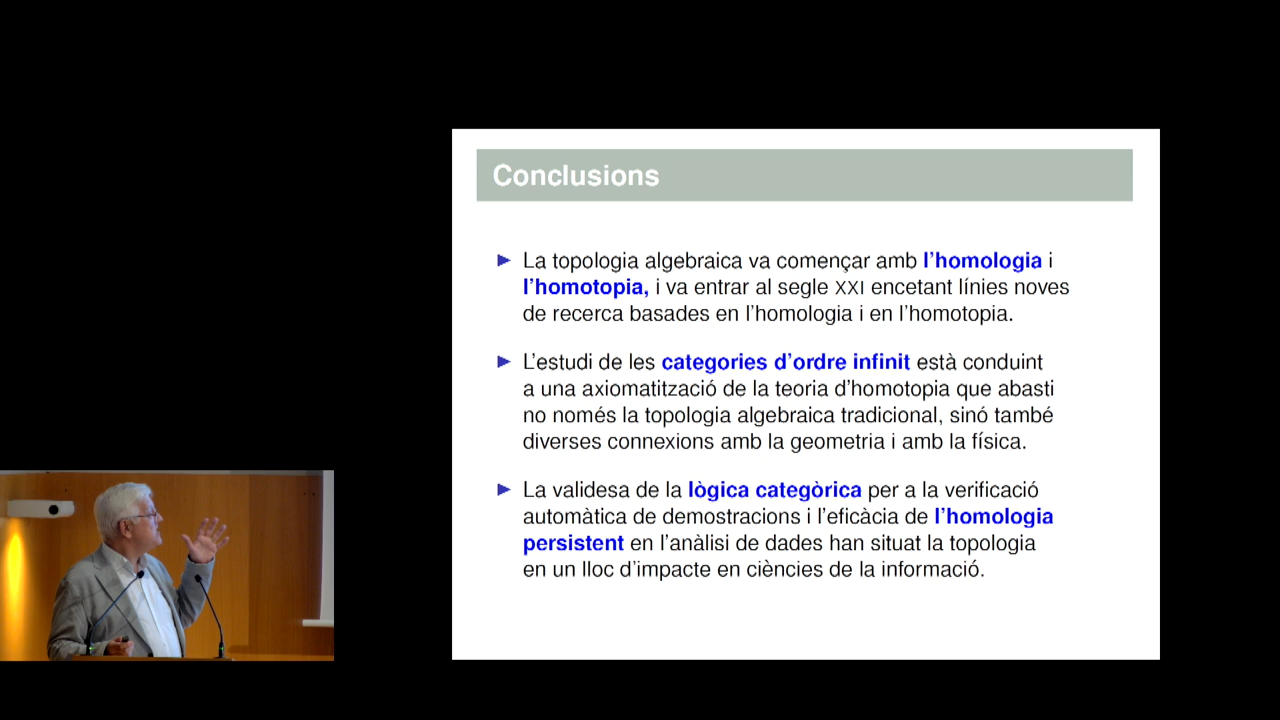 Conclusions
La topologia algebraica va començar amb l'homologia i
l'homotopia, i va entrar al segle XXI encetant línies noves
de recerca basades en l'homologia i en l'homotopia.
L'estudi de les categories d'ordre infinit està conduint
a una axiomatització de la teoria d'homotopia que abasti
no només la topologia algebraica tradicional, sinó també
diverses connexions amb la geometria i amb la física.
La validesa de la lògica categòrica per a la verificació
automàtica de demostracions i l'eficàcia de l'homologia
persistent en l'anàlisi de dades han situat la topologia
en un lloc d'impacte en ciències de la informació.